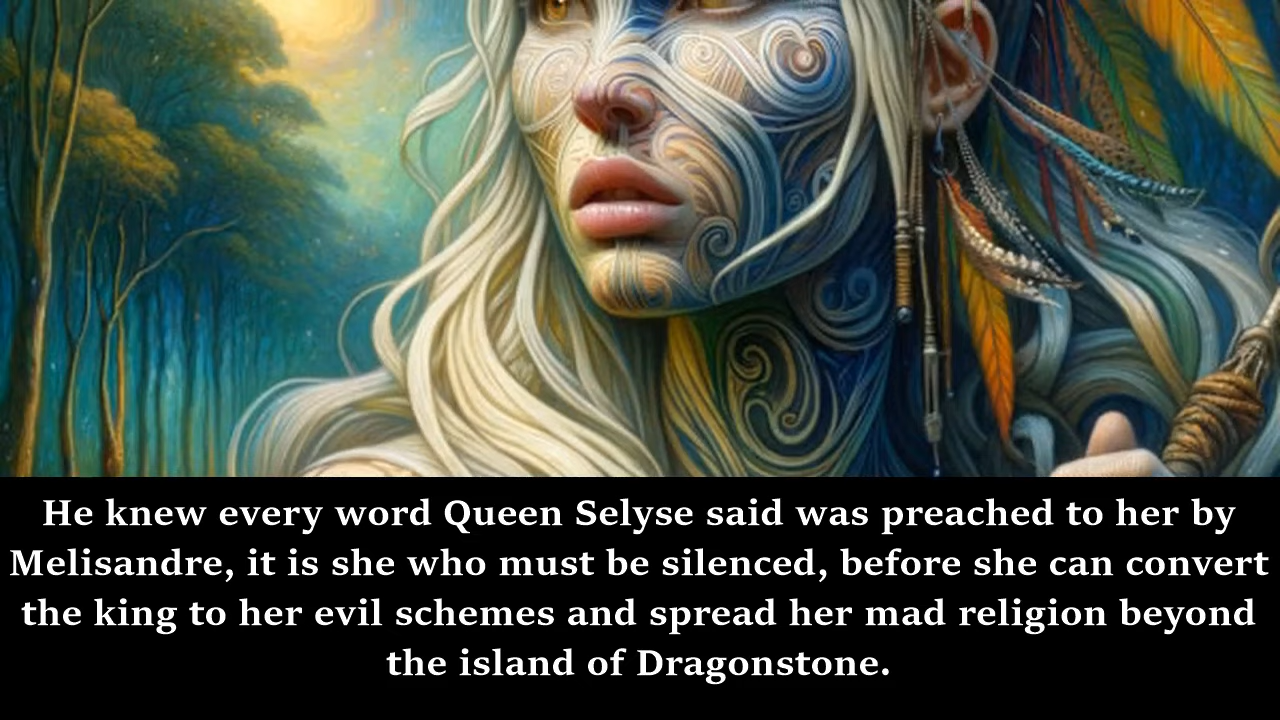 He knew every word Queen Selyse said was preached to her by
Melisandre, it is she who must be silenced, before she can convert
the king to her evil schemes and spread her mad religion beyond
the island of Dragonstone.